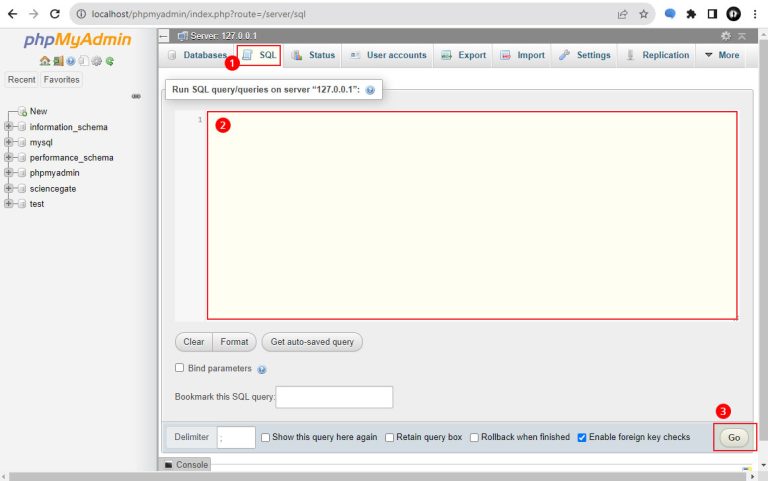 localhost/phpmyadmin/index.php?route=/server/sql
phpMyAdmin
Recent Favorites
New
information_schema
mysql
performance_schema
phpmyadmin
sciencegate
test
Server: 127.0.0.1
Databases SQL Status User accounts Export Import Settings Replication More
1
Run SQL query/queries on server “127.0.0.1”:
1 2
Clear Format Get auto-saved query
Bind parameters
Bookmark this SQL query:
3
Delimiter ; Show this query here again Retain query box Rollback when finished Enable foreign key checks Go
Console